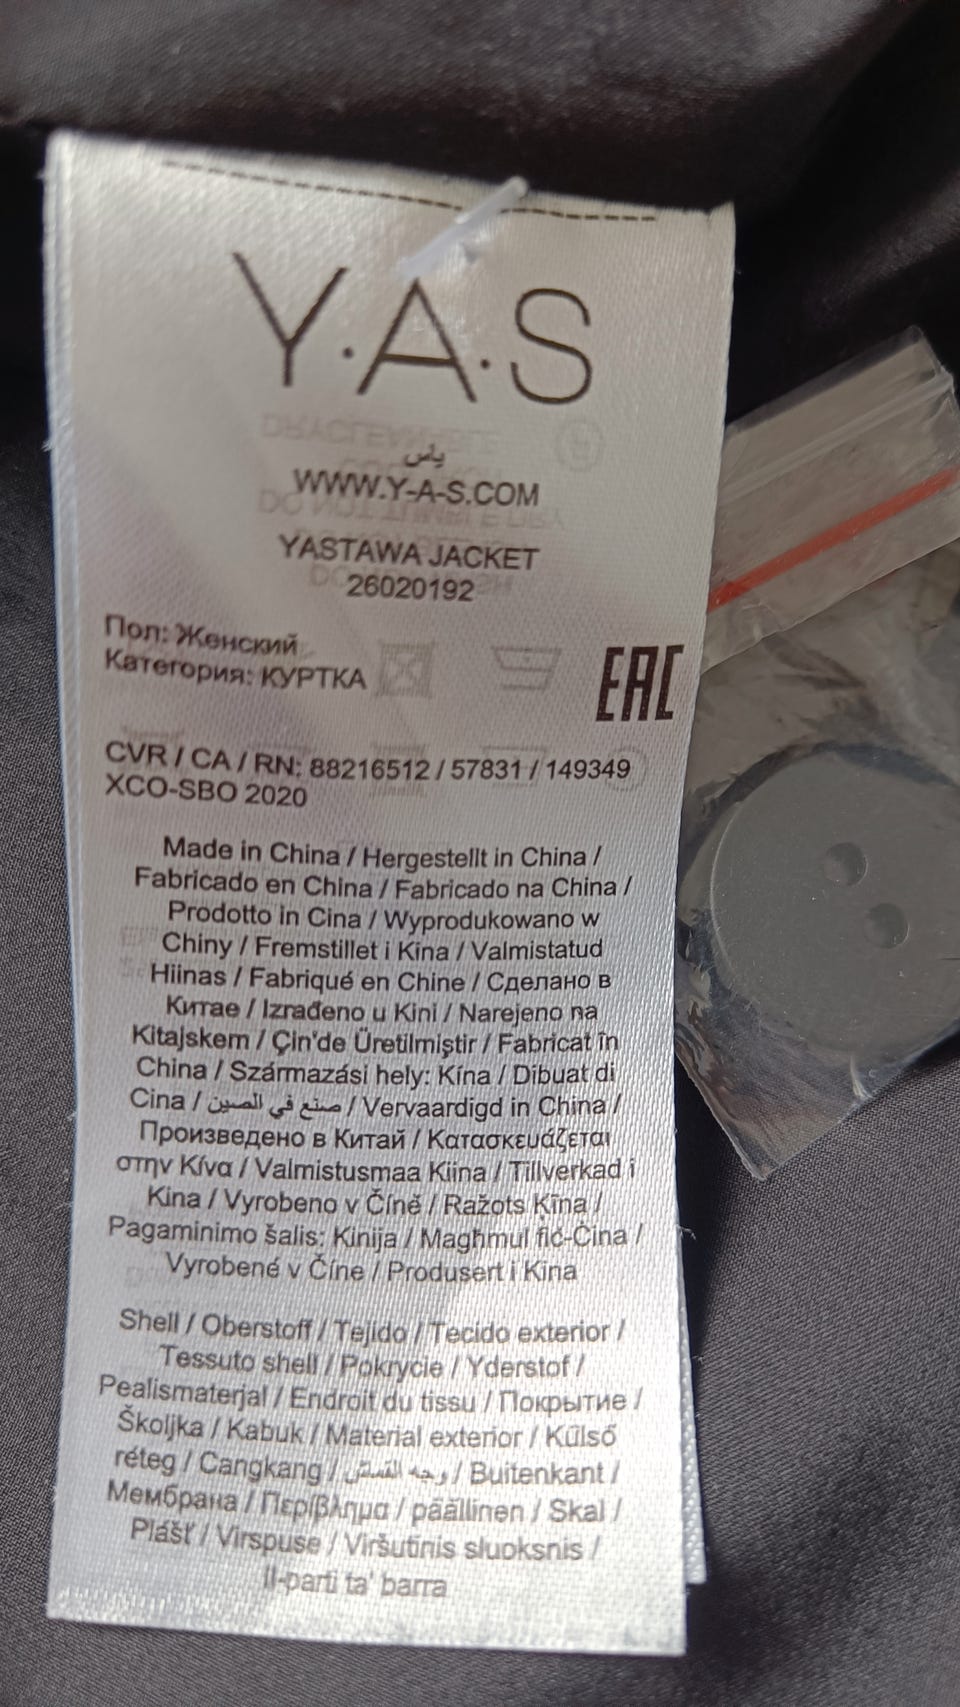 Y.A.S
ياس
WWW.Y-A-S.COM
YASTAWA JACKET
26020192
Пол: Женский
Категория: КУРТКА
EAC
CVR / CA / RN: 88216512 / 57831 / 149349
XCO-SBO 2020
Made in China / Hergestellt in China /
Fabricado en China / Fabricado na China /
Prodotto in Cina / Wyprodukowano w
Chiny / Fremstillet i Kina / Valmistatud
Hiinas / Fabriqué en Chine / Сделано в
Китае / Izrađeno u Kini / Narejeno na
Kitajskem / Çin'de Üretilmiştir / Fabricat în
China / Származási hely: Kína / Dibuat di
Cina / صنع في الصين / Vervaardigd in China /
Произведено в Китай / Κατασκευάζεται
στην Κίνα / Valmistusmaa Kiina / Tillverkad i
Kina / Vyrobeno v Číně / Ražots Ķīna /
Pagaminimo šalis: Kinija / Magħmul fiċ-Ċina /
Vyrobené v Číne / Produsert i Kina
Shell / Oberstoff / Tejido / Tecido exterior /
Tessuto shell / Pokrycie / Yderstof /
Pealismaterjal / Endroit du tissu / Покрытие /
Školjka / Kabuk / Material exterior / Külső
réteg / Cangkang / وجه القماش / Buitenkant /
Мембрана / Περίβλημα / päällinen / Skal /
Plášť / Virspuse / Viršutinis sluoksnis /
Il-parti ta' barra